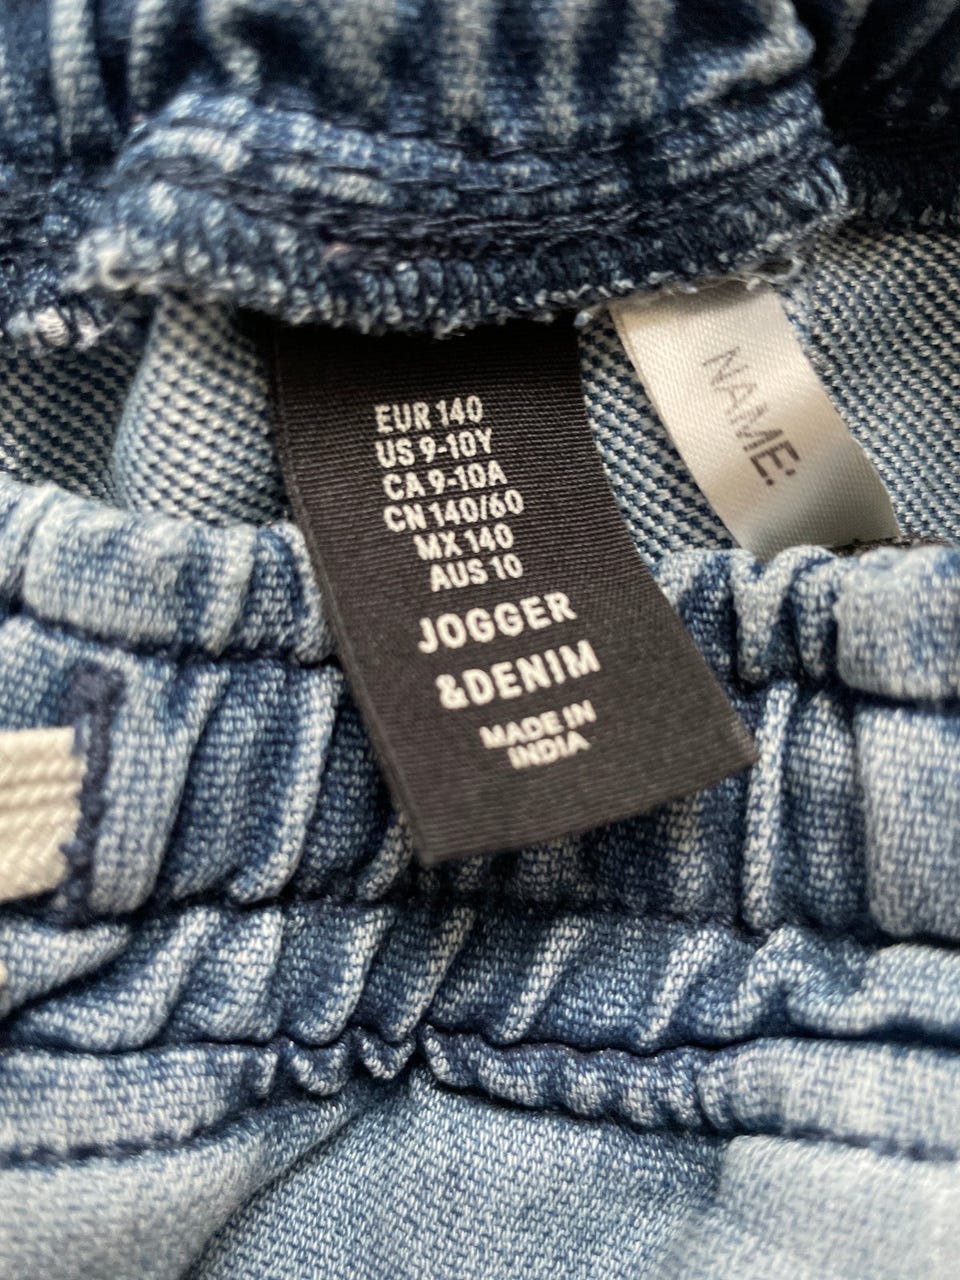 EUR 140
US 9-10Y
CA 9-10A
CN 140/60
MX 140
AUS 10
JOGGER
&DENIM
MADE IN
INDIA
NAME: